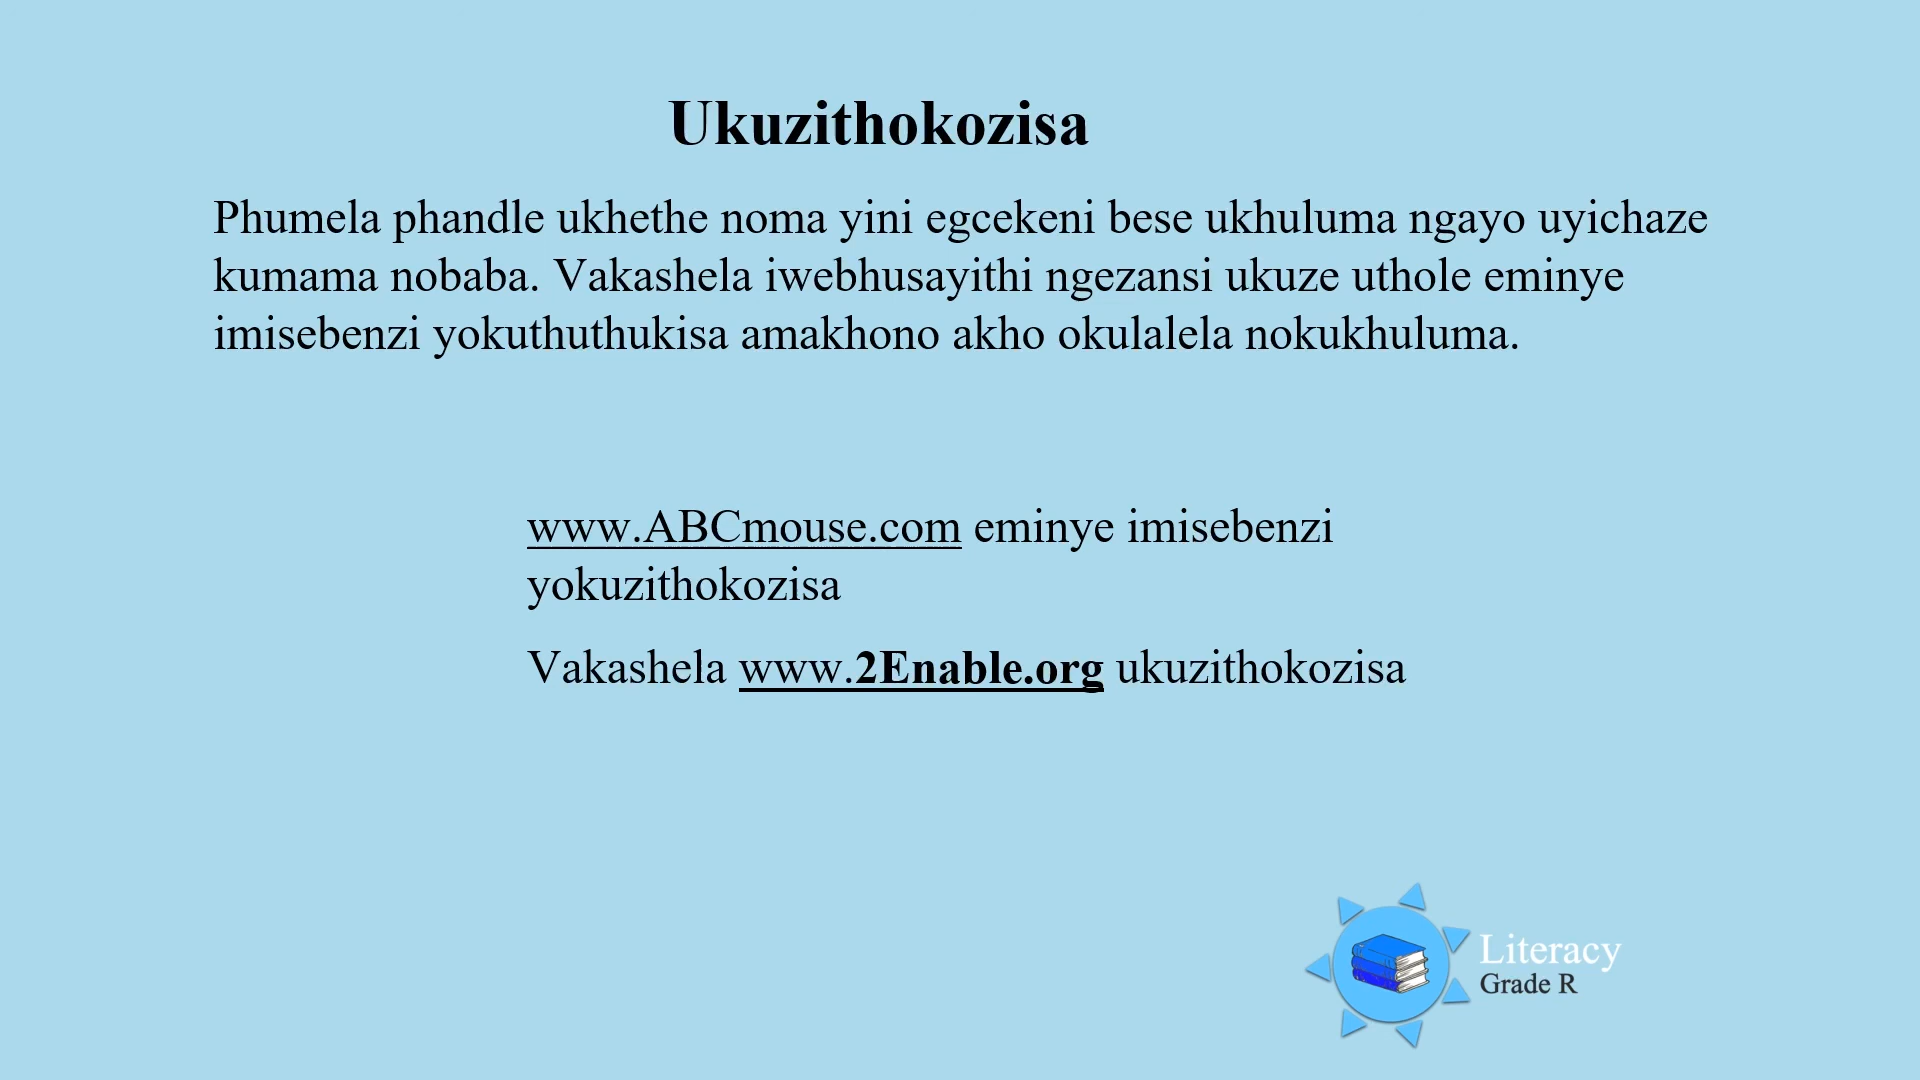 Ukuzithokozisa
Phumela phandle ukhethe noma yini egcekeni bese ukhuluma ngayo uyichaze
kumama nobaba. Vakashela iwebhusayithi ngezansi ukuze uthole eminye
imisebenzi yokuthuthukisa amakhono akho okulalela nokukhuluma.
www.ABCmouse.com eminye imisebenzi
yokuzithokozisa
Vakashela www.2Enable.org ukuzithokozisa
Literacy
Grade R